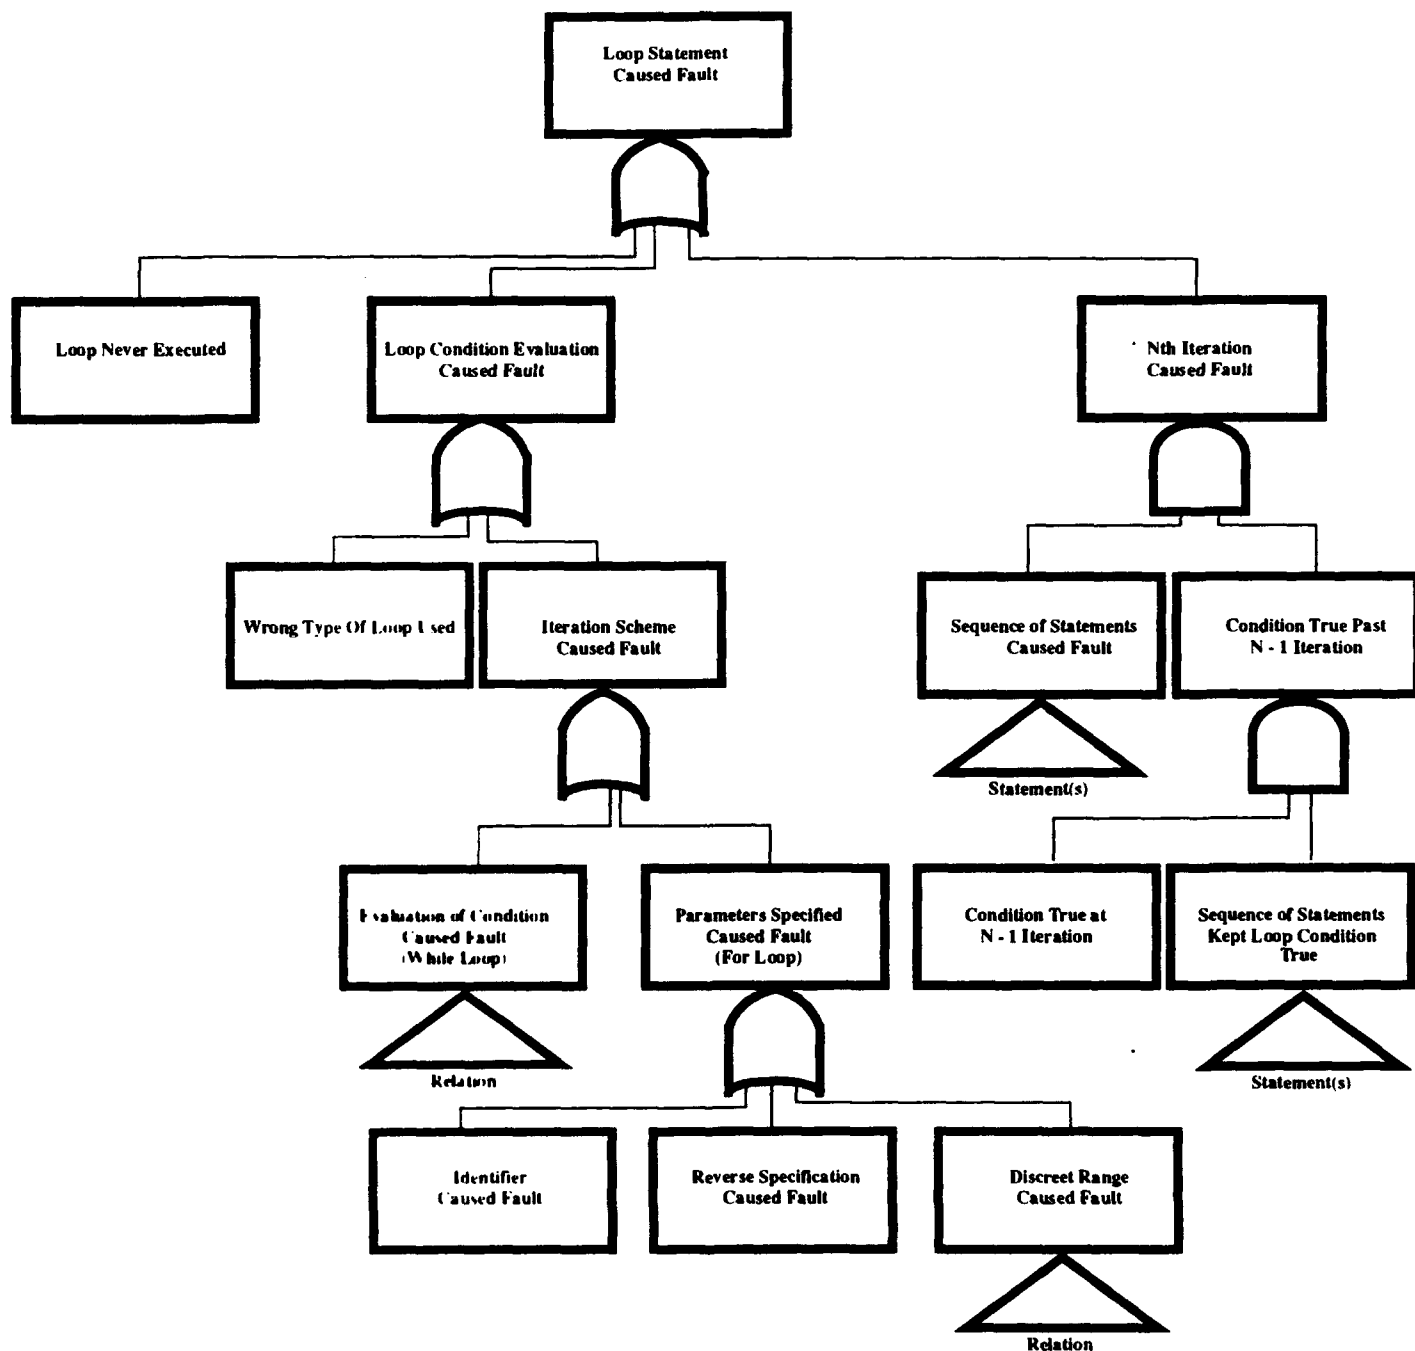 Loop Statement
Caused Fault
Loop Never Executed
Loop Condition Evaluation
Caused Fault
Nth Iteration
Caused Fault
Wrong Type Of Loop Used
Iteration Scheme
Caused Fault
Sequence of Statements
Caused Fault
Condition True Past
N - 1 Iteration
Statement(s)
Evaluation of Condition
Caused Fault
(While Loop)
Parameters Specified
Caused Fault
(For Loop)
Condition True at
N - 1 Iteration
Sequence of Statements
Kept Loop Condition
True
Relation
Statement(s)
Identifier
Caused Fault
Reverse Specification
Caused Fault
Discreet Range
Caused Fault
Relation